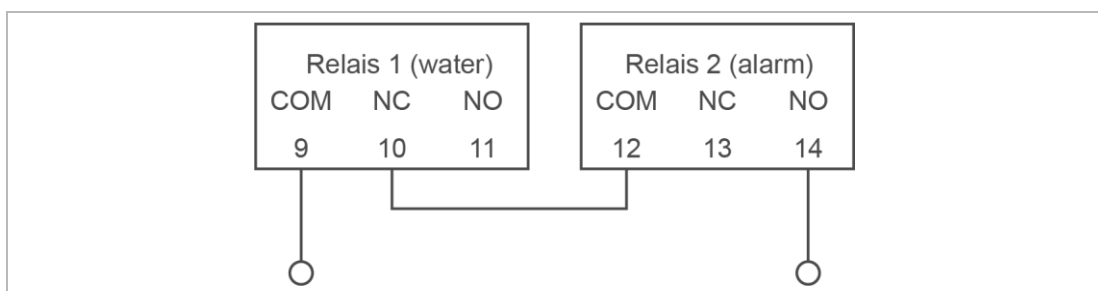 Relais 1 (water)
COM NC NO
9 10 11
Relais 2 (alarm)
COM NC NO
12 13 14